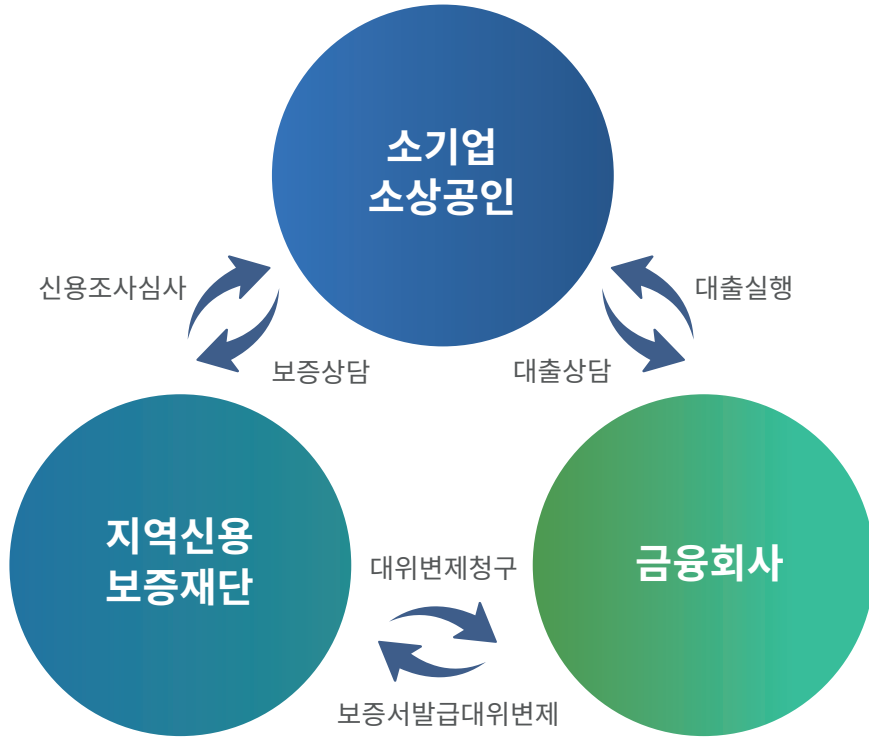 소기업
소상공인
신용조사심사
대출실행
보증상담
대출상담
지역신용
보증재단
대위변제청구
금융회사
보증서발급대위변제